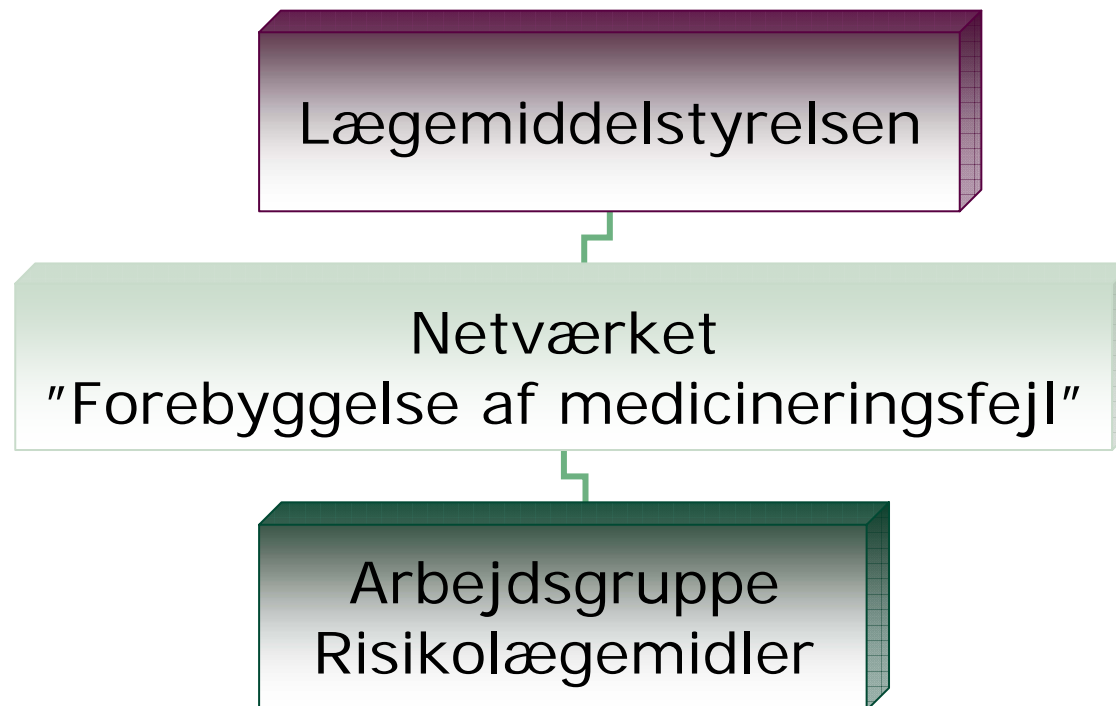 Lægemiddelstyrelsen
Netværket
"Forebyggelse af medicineringsfejl"
Arbejdsgruppe
Risikolægemidler